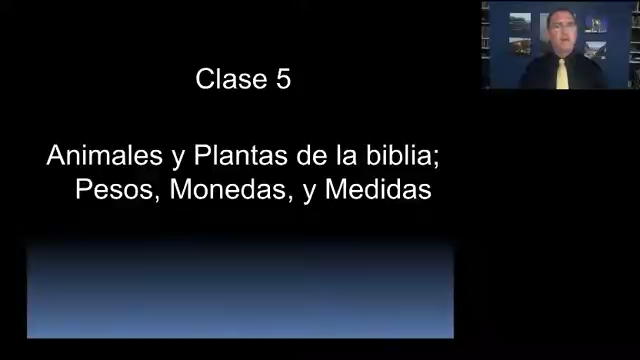 Clase 5
Animales y Plantas de la biblia;
Pesos, Monedas, y Medidas